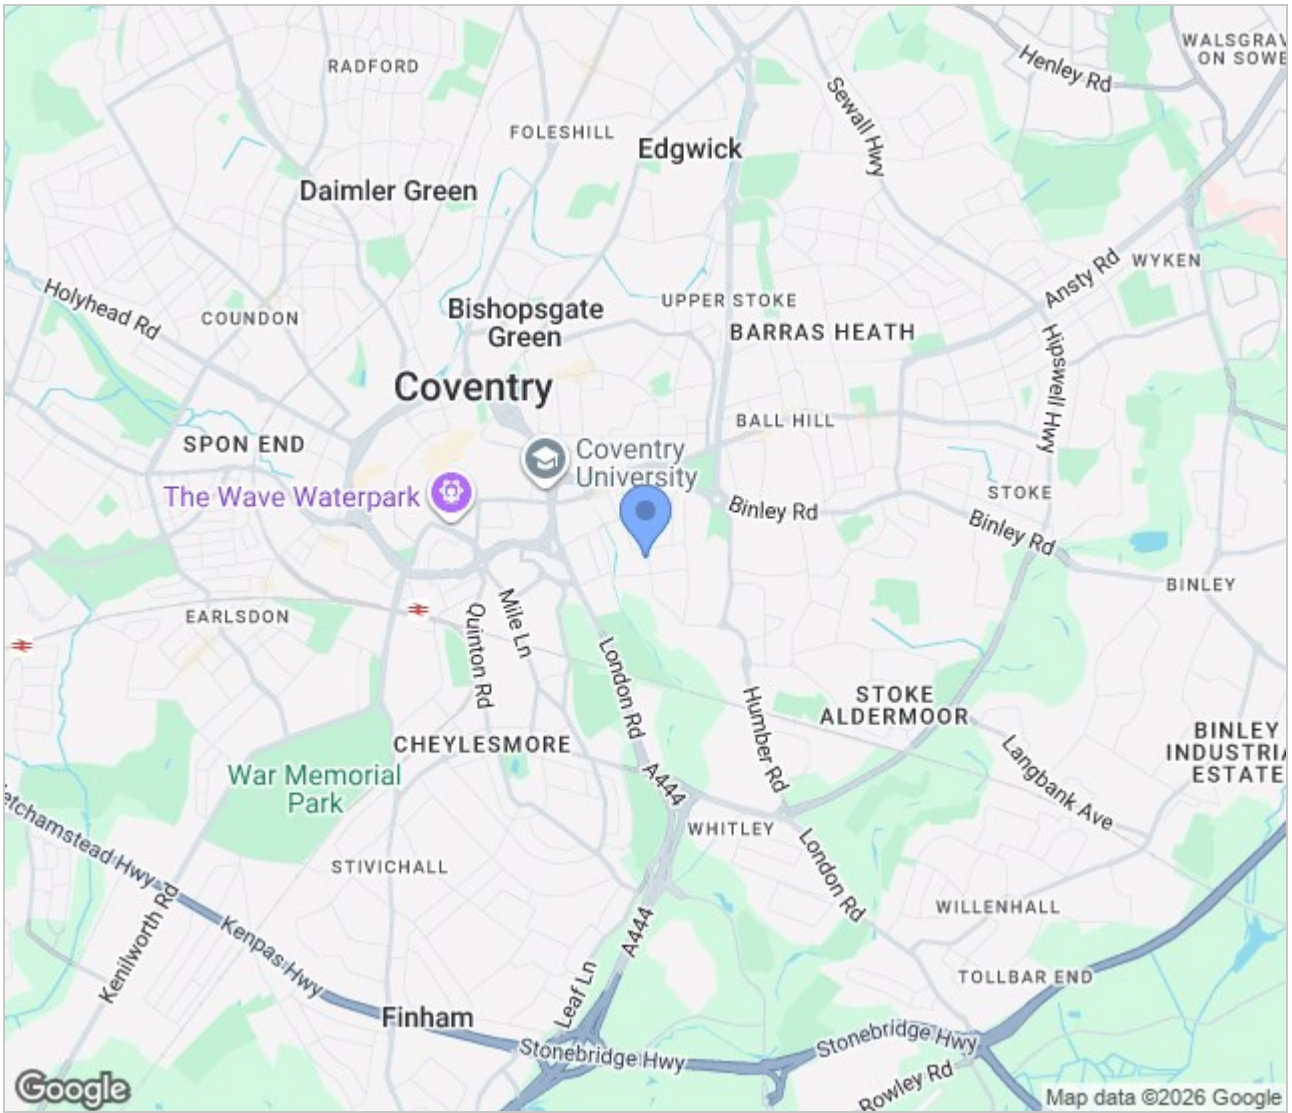 RADFORD
Henley Rd
WALSGRAV
ON SOWE
Sewall Hwy
FOLESHILL
Edgwick
Daimler Green
WYKEN
Ansty Rd
Holyhead Rd
COUNDON
Bishopsgate
Green
UPPER STOKE
BARRAS HEATH
Hipswell Hwy
Coventry
BALL HILL
SPON END
Coventry
University
The Wave Waterpark
STOKE
Binley Rd
Binley Rd
BINLEY
EARLSDON
Mile Ln
Quinton Rd
London Rd
Humber Rd
STOKE
ALDERMOOR
CHEYLESMORE
BINLEY
INDUSTRIA
ESTATE
Langbank Ave
War Memorial
Park
A444
etchamstead Hwy
WHITLEY
London Rd
STIVICHALL
WILLENHALL
Kenilworth Rd
Kenpas Hwy
A444
TOLLBAR END
Leaf Ln
Finham
Stonebridge Hwy
Stonebridge Hwy
Rowley Rd
Google
Map data ©2026 Google